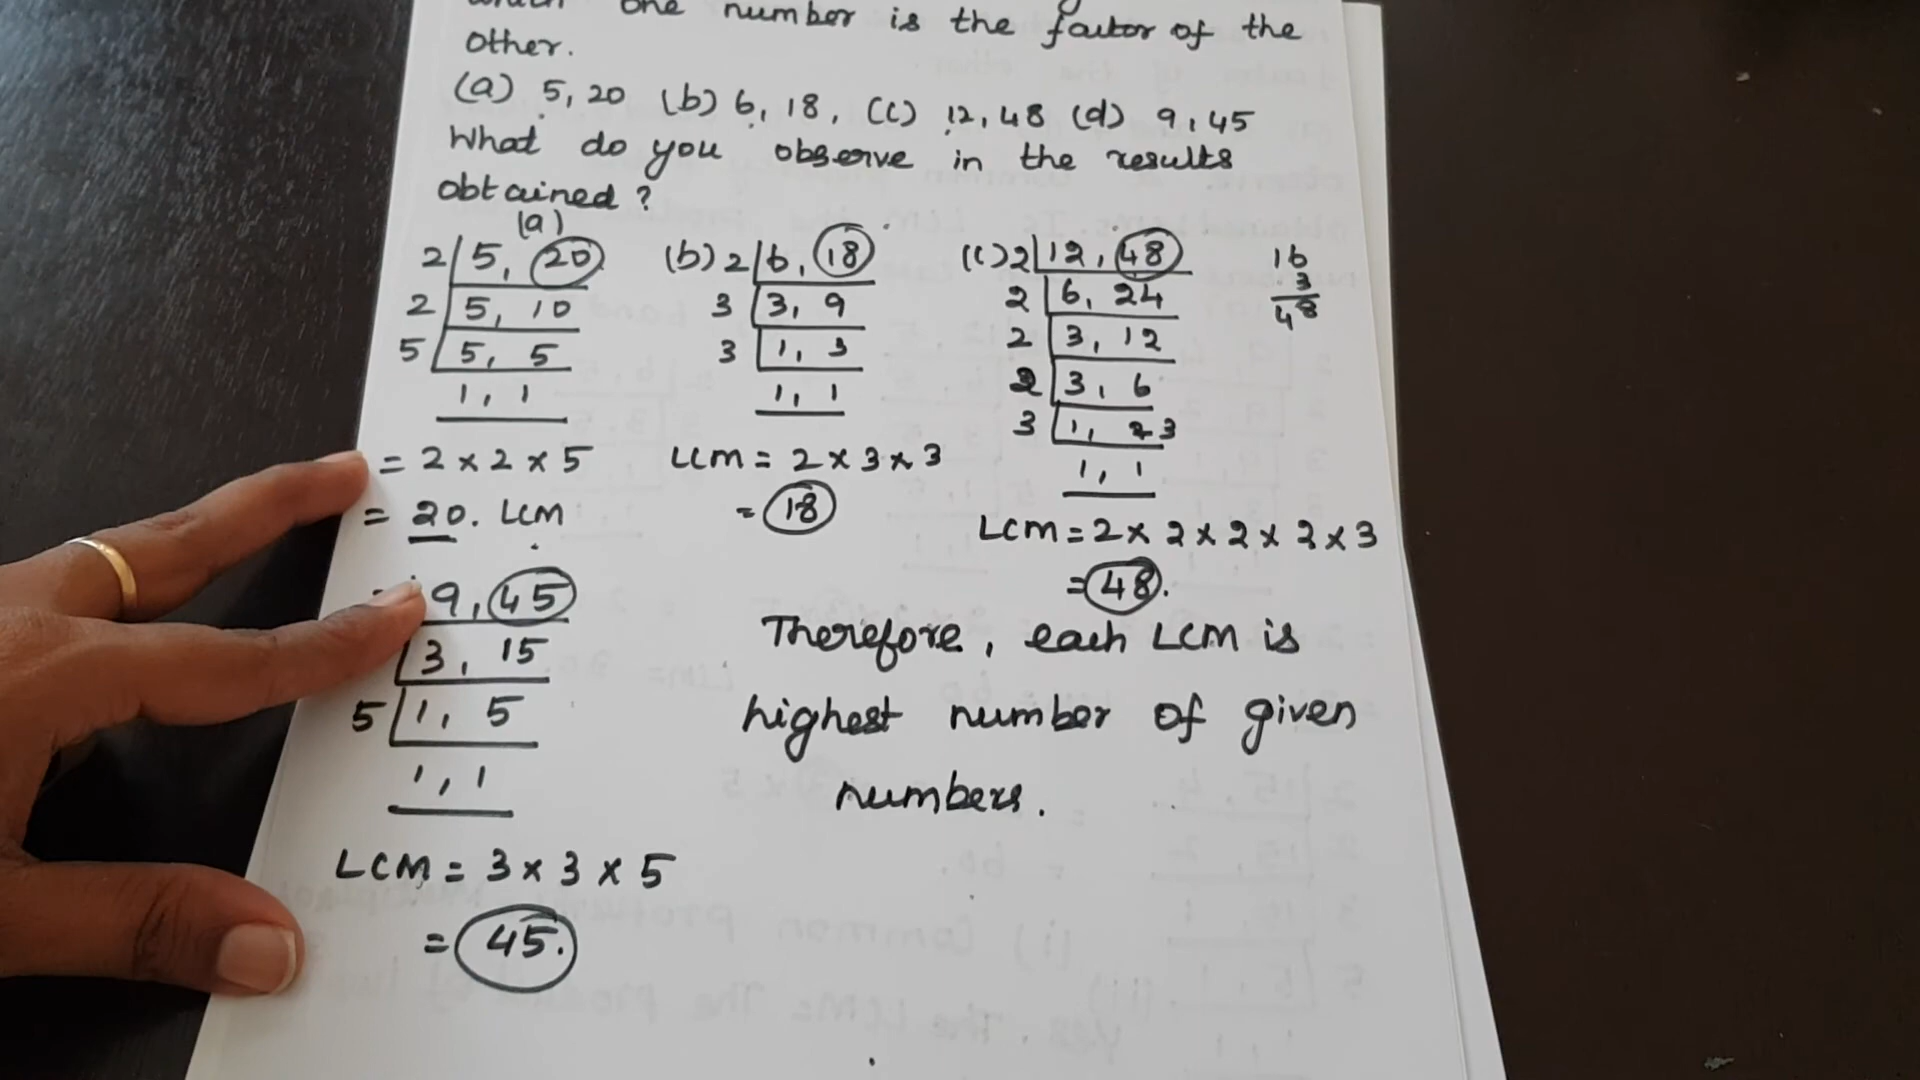 one number is the factor of the
other.
(a) 5, 20 (b) 6, 18, (c) 12, 48 (d) 9, 45
What do you observe in the results
obtained?
(a)
2 5, 20
2 5, 10
5 5, 5
1, 1
= 2 x 2 x 5
= 20. LCM
(b) 2 6, 18
3 3, 9
3 1, 3
1, 1
LCM = 2 x 3 x 3
= 18
(c) 2 12, 48
2 6, 24
2 3, 12
2 3, 6
3 1, 3
1, 1
LCM = 2 x 2 x 2 x 2 x 3
= 48.
16
3
48
9, 45
3, 15
5 1, 5
1, 1
LCM = 3 x 3 x 5
= 45.
Therefore, each LCM is
highest number of given
numbers.